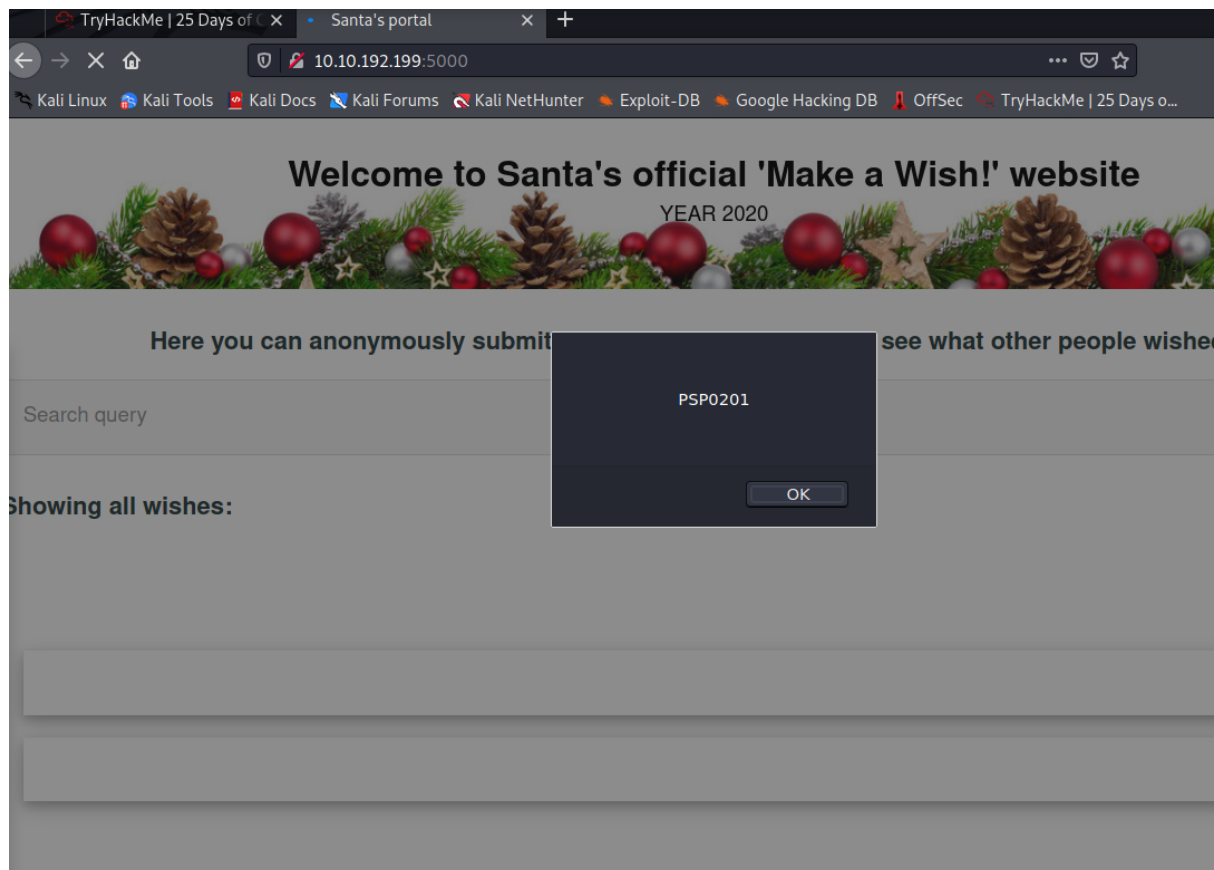 TryHackMe | 25 Days of C
Santa's portal
10.10.192.199:5000
Kali Linux Kali Tools Kali Docs Kali Forums Kali NetHunter Exploit-DB Google Hacking DB OffSec TryHackMe | 25 Days o...
Welcome to Santa's official 'Make a Wish!' website
YEAR 2020
Here you can anonymously submit see what other people wishe
PSP0201
Search query
OK
Showing all wishes: